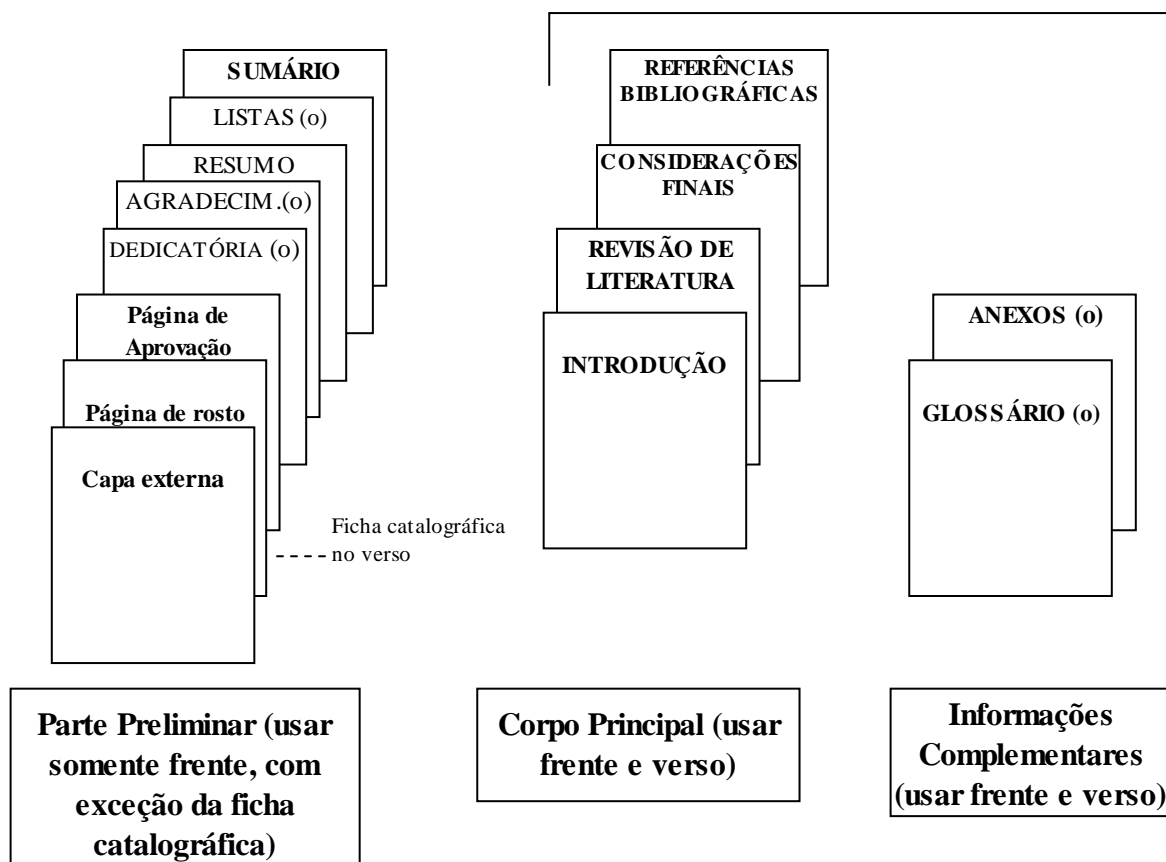 SUMÁRIO
LISTAS (o)
RESUMO
AGRADECIM.(o)
DEDICATÓRIA (o)
Página de
Aprovação
Página de rosto
Capa externa
Ficha catalográfica
no verso
Parte Preliminar (usar
somente frente, com
exceção da ficha
catalográfica)
REFERÊNCIAS
BIBLIOGRÁFICAS
CONSIDERAÇÕES
FINAIS
REVISÃO DE
LITERATURA
INTRODUÇÃO
Corpo Principal (usar
frente e verso)
ANEXOS (o)
GLOSSÁRIO (o)
Informações
Complementares
(usar frente e verso)